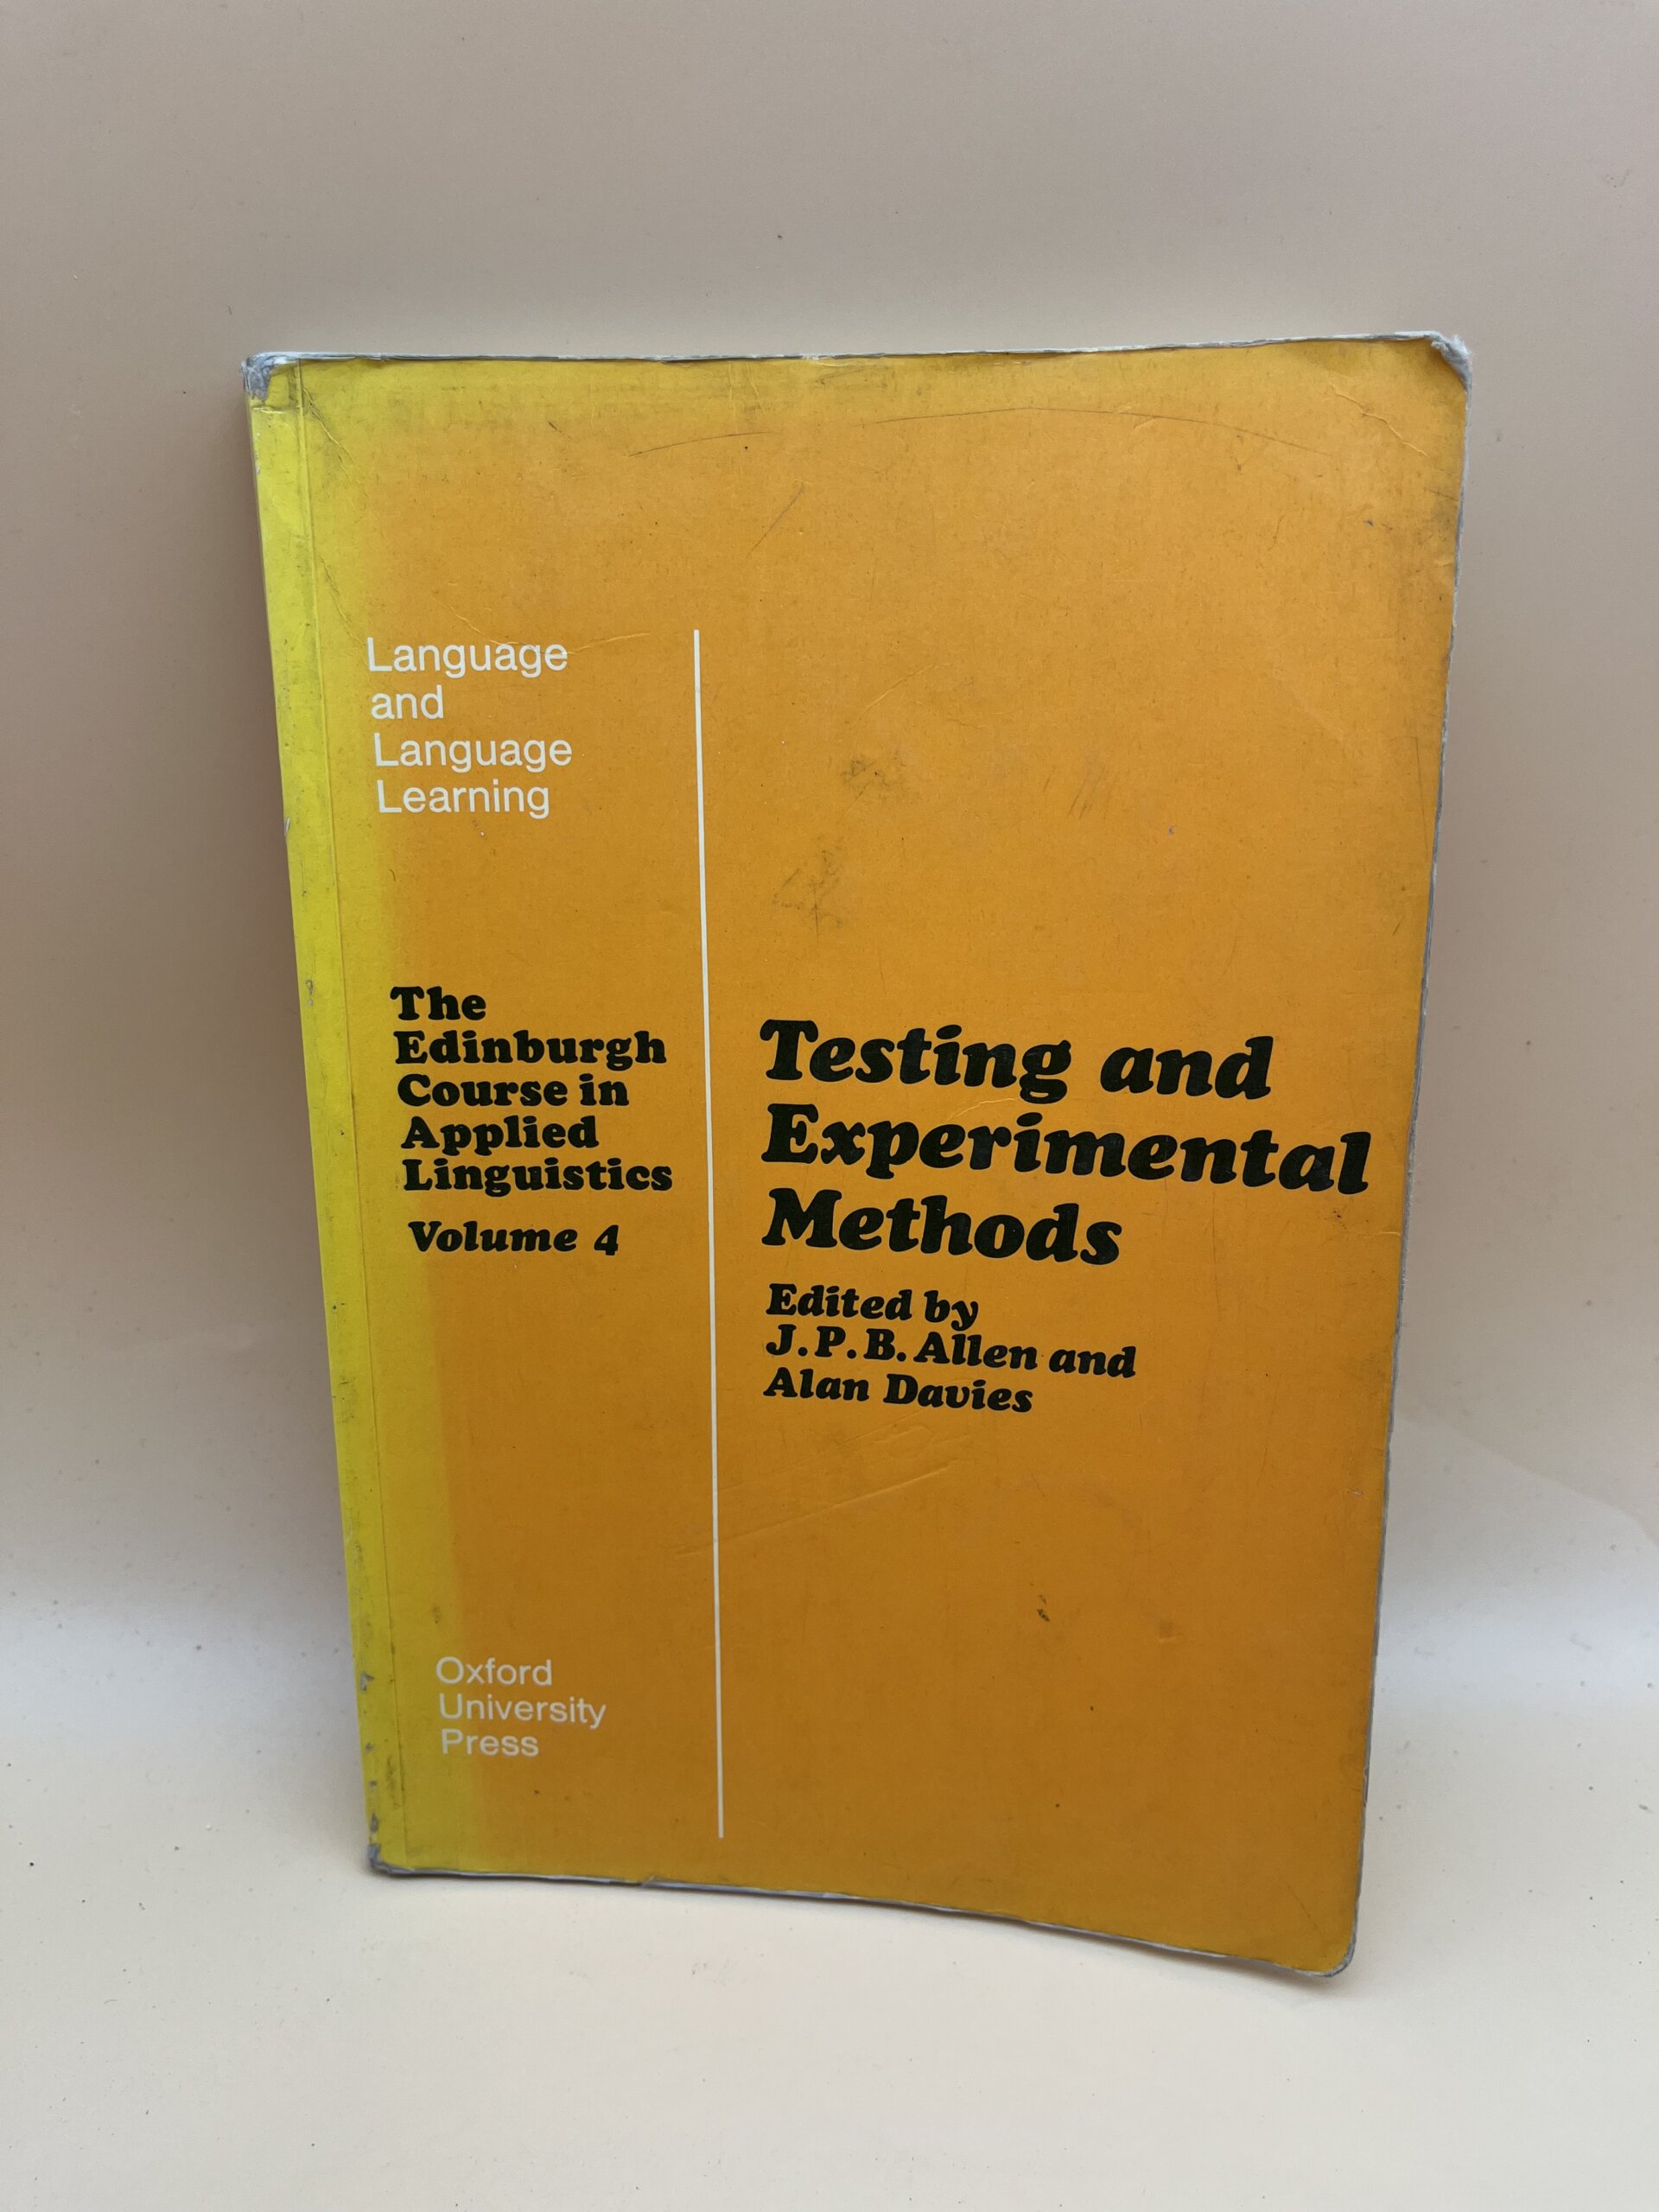 Language
and
Language
Learning
The
Edinburgh
Course in
Applied
Linguistics
Volume 4
Testing and
Experimental
Methods
Edited by
J.P.B. Allen and
Alan Davies
Oxford
University
Press